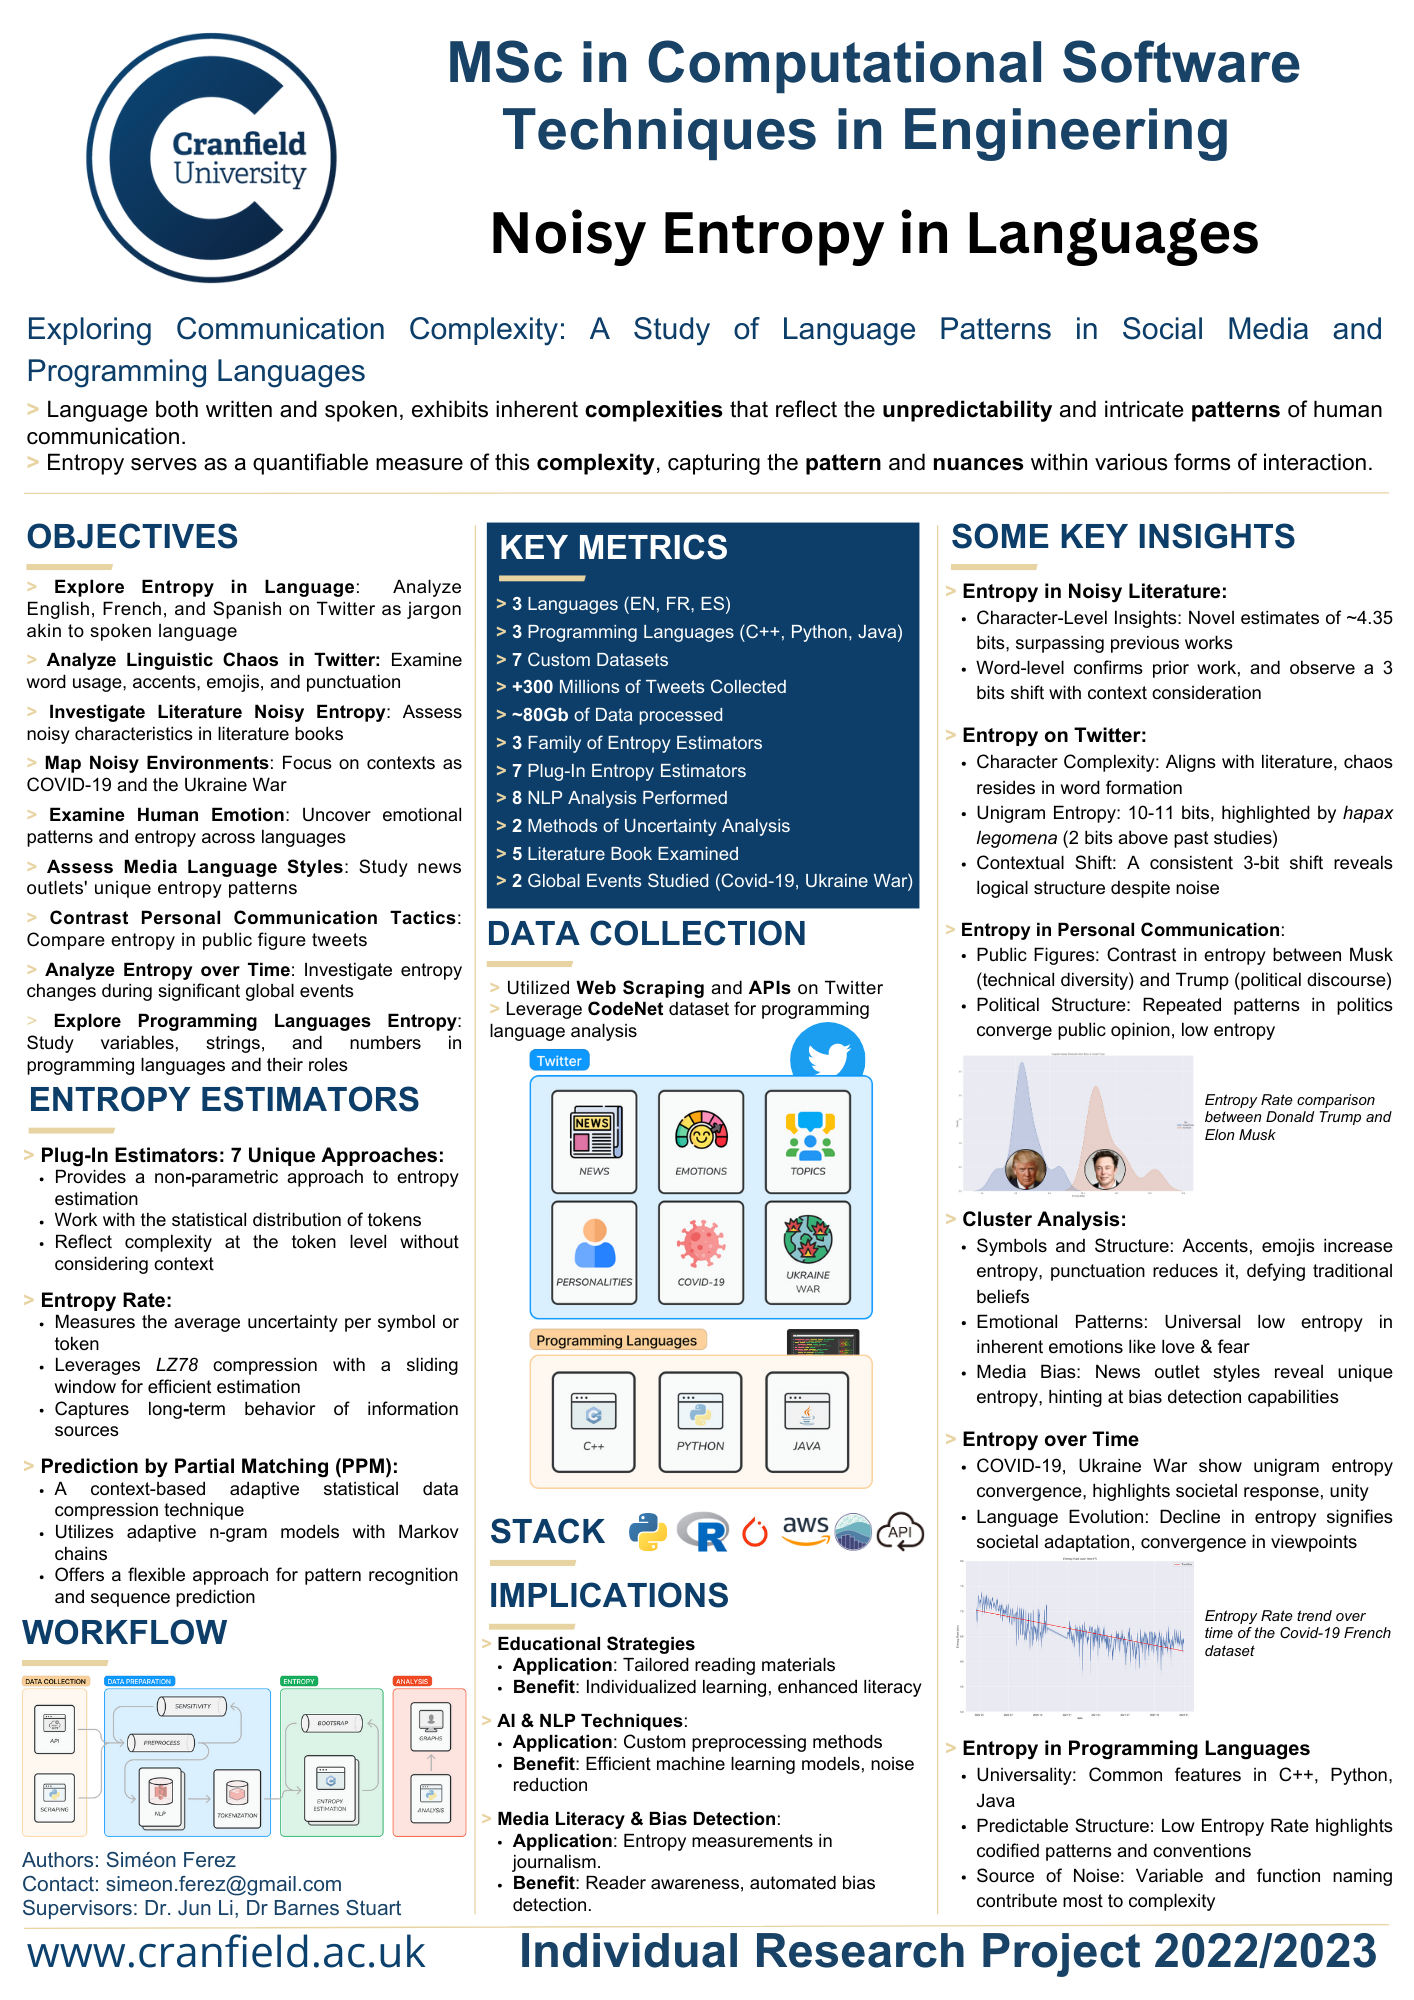 Cranfield
University
MSc in Computational Software
Techniques in Engineering
Noisy Entropy in Languages
Exploring Communication Complexity: A Study of Language Patterns in Social Media and
Programming Languages
> Language both written and spoken, exhibits inherent complexities that reflect the unpredictability and intricate patterns of human
communication.
> Entropy serves as a quantifiable measure of this complexity, capturing the pattern and nuances within various forms of interaction.
OBJECTIVES
> Explore Entropy in Language: Analyze
English, French, and Spanish on Twitter as jargon
akin to spoken language
> Analyze Linguistic Chaos in Twitter: Examine
word usage, accents, emojis, and punctuation
> Investigate Literature Noisy Entropy: Assess
noisy characteristics in literature books
> Map Noisy Environments: Focus on contexts as
COVID-19 and the Ukraine War
> Examine Human Emotion: Uncover emotional
patterns and entropy across languages
> Assess Media Language Styles: Study news
outlets' unique entropy patterns
> Contrast Personal Communication Tactics:
Compare entropy in public figure tweets
> Analyze Entropy over Time: Investigate entropy
changes during significant global events
> Explore Programming Languages Entropy:
Study variables, strings, and numbers in
programming languages and their roles
ENTROPY ESTIMATORS
> Plug-In Estimators: 7 Unique Approaches:
• Provides a non-parametric approach to entropy
estimation
• Work with the statistical distribution of tokens
• Reflect complexity at the token level without
considering context
> Entropy Rate:
• Measures the average uncertainty per symbol or
token
• Leverages LZ78 compression with a sliding
window for efficient estimation
• Captures long-term behavior of information
sources
> Prediction by Partial Matching (PPM):
• A context-based adaptive statistical data
compression technique
• Utilizes adaptive n-gram models with Markov
chains
• Offers a flexible approach for pattern recognition
and sequence prediction
WORKFLOW
DATA COLLECTION
DATA PREPARATION
ENTROPY
ANALYSIS
API
SCRAPING
SENSITIVITY
PREPROCESS
NLP
TOKENIZATION
BOOTSRAP
ENTROPY
ESTIMATION
GRAPHS
ANALYSIS
Authors: Siméon Ferez
Contact: simeon.ferez@gmail.com
Supervisors: Dr. Jun Li, Dr Barnes Stuart
KEY METRICS
> 3 Languages (EN, FR, ES)
> 3 Programming Languages (C++, Python, Java)
> 7 Custom Datasets
> +300 Millions of Tweets Collected
> ~80Gb of Data processed
> 3 Family of Entropy Estimators
> 7 Plug-In Entropy Estimators
> 8 NLP Analysis Performed
> 2 Methods of Uncertainty Analysis
> 5 Literature Book Examined
> 2 Global Events Studied (Covid-19, Ukraine War)
DATA COLLECTION
> Utilized Web Scraping and APIs on Twitter
> Leverage CodeNet dataset for programming
language analysis
Twitter
NEWS
NEWS
EMOTIONS
TOPICS
PERSONALITIES
COVID-19
UKRAINE
WAR
Programming Languages
C++
PYTHON
JAVA
STACK
R
aws
API
IMPLICATIONS
> Educational Strategies
• Application: Tailored reading materials
• Benefit: Individualized learning, enhanced literacy
> AI & NLP Techniques:
• Application: Custom preprocessing methods
• Benefit: Efficient machine learning models, noise
reduction
> Media Literacy & Bias Detection:
• Application: Entropy measurements in
journalism.
• Benefit: Reader awareness, automated bias
detection.
SOME KEY INSIGHTS
> Entropy in Noisy Literature:
• Character-Level Insights: Novel estimates of ~4.35
bits, surpassing previous works
• Word-level confirms prior work, and observe a 3
bits shift with context consideration
> Entropy on Twitter:
• Character Complexity: Aligns with literature, chaos
resides in word formation
• Unigram Entropy: 10-11 bits, highlighted by hapax
legomena (2 bits above past studies)
• Contextual Shift: A consistent 3-bit shift reveals
logical structure despite noise
> Entropy in Personal Communication:
• Public Figures: Contrast in entropy between Musk
(technical diversity) and Trump (political discourse)
• Political Structure: Repeated patterns in politics
converge public opinion, low entropy
Entropy Rate comparison
between Donald Trump and
Elon Musk
> Cluster Analysis:
• Symbols and Structure: Accents, emojis increase
entropy, punctuation reduces it, defying traditional
beliefs
• Emotional Patterns: Universal low entropy in
inherent emotions like love & fear
• Media Bias: News outlet styles reveal unique
entropy, hinting at bias detection capabilities
> Entropy over Time
• COVID-19, Ukraine War show unigram entropy
convergence, highlights societal response, unity
• Language Evolution: Decline in entropy signifies
societal adaptation, convergence in viewpoints
Entropy Rate trend over
time of the Covid-19 French
dataset
> Entropy in Programming Languages
• Universality: Common features in C++, Python,
Java
• Predictable Structure: Low Entropy Rate highlights
codified patterns and conventions
• Source of Noise: Variable and function naming
contribute most to complexity
www.cranfield.ac.uk
Individual Research Project 2022/2023